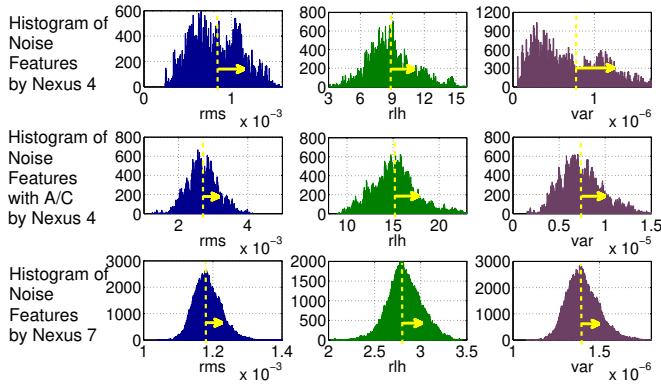 Histogram of
Noise
Features
by Nexus 4
600
400
200
0
0
1
rms
x 10⁻³
800
600
400
200
0
3
6
9
12
15
rlh
1200
900
600
300
0
0
1
var
x 10⁻⁶
Histogram of
Noise
Features
with A/C
by Nexus 4
800
600
400
200
0
2
4
rms
x 10⁻³
800
600
400
200
0
10
15
20
rlh
800
600
400
200
0
0
0.5
1
1.5
var
x 10⁻⁵
Histogram of
Noise
Features
by Nexus 7
3000
2000
1000
0
1
1.2
1.4
rms
x 10⁻³
2000
1500
1000
500
0
2
2.5
3
3.5
rlh
3000
2000
1000
0
1
1.5
var
x 10⁻⁶